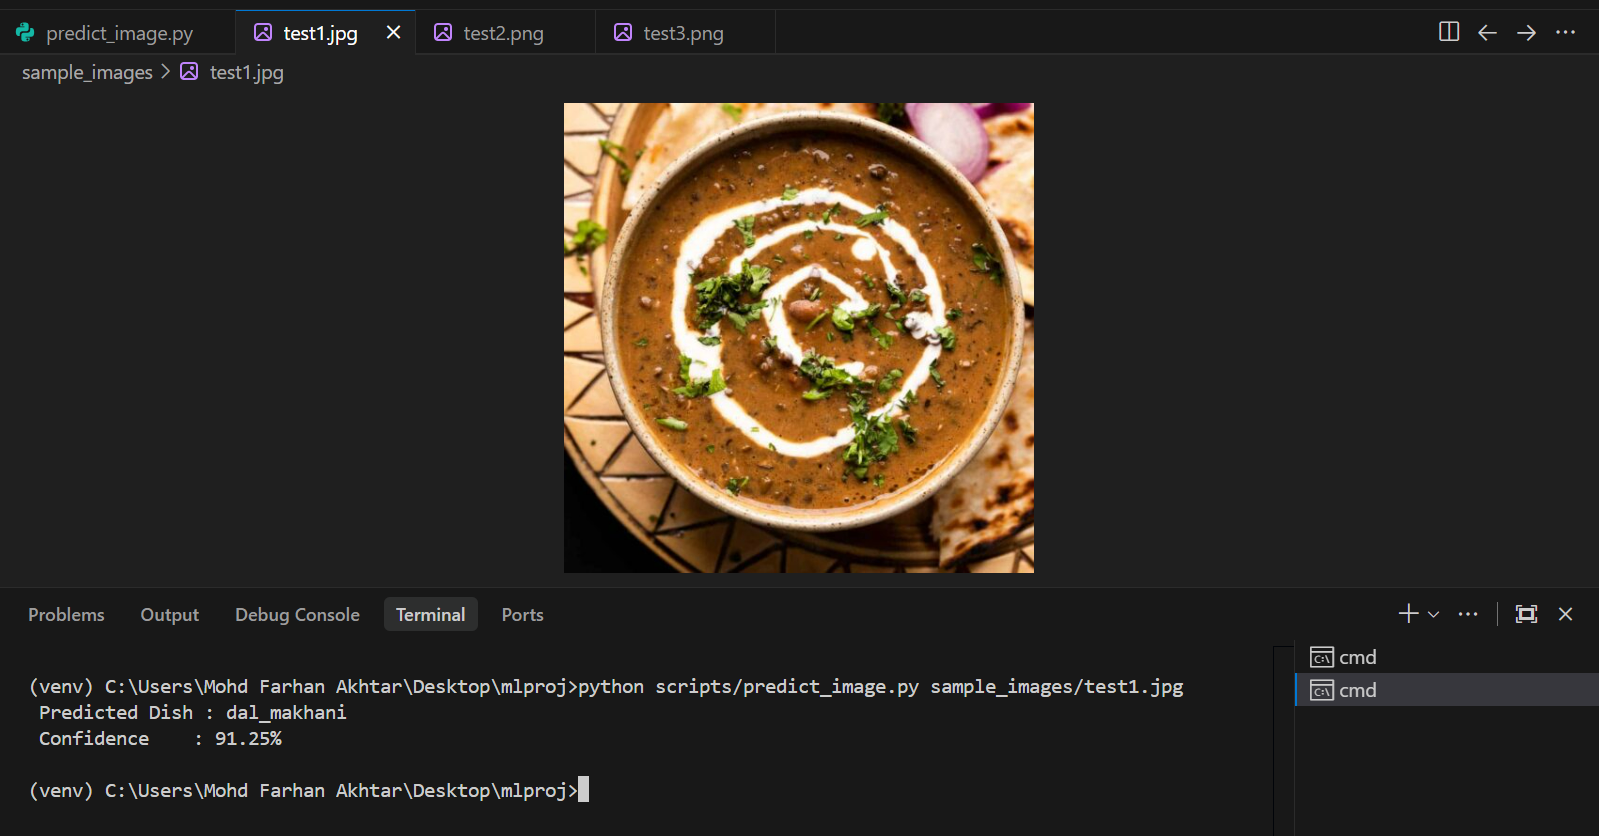 predict_image.py test1.jpg test2.png test3.png
sample_images > test1.jpg
Problems Output Debug Console Terminal Ports
(venv) C:\Users\Mohd Farhan Akhtar\Desktop\mlproj>python scripts/predict_image.py sample_images/test1.jpg
Predicted Dish : dal_makhani
Confidence    : 91.25%
(venv) C:\Users\Mohd Farhan Akhtar\Desktop\mlproj>
cmd
cmd